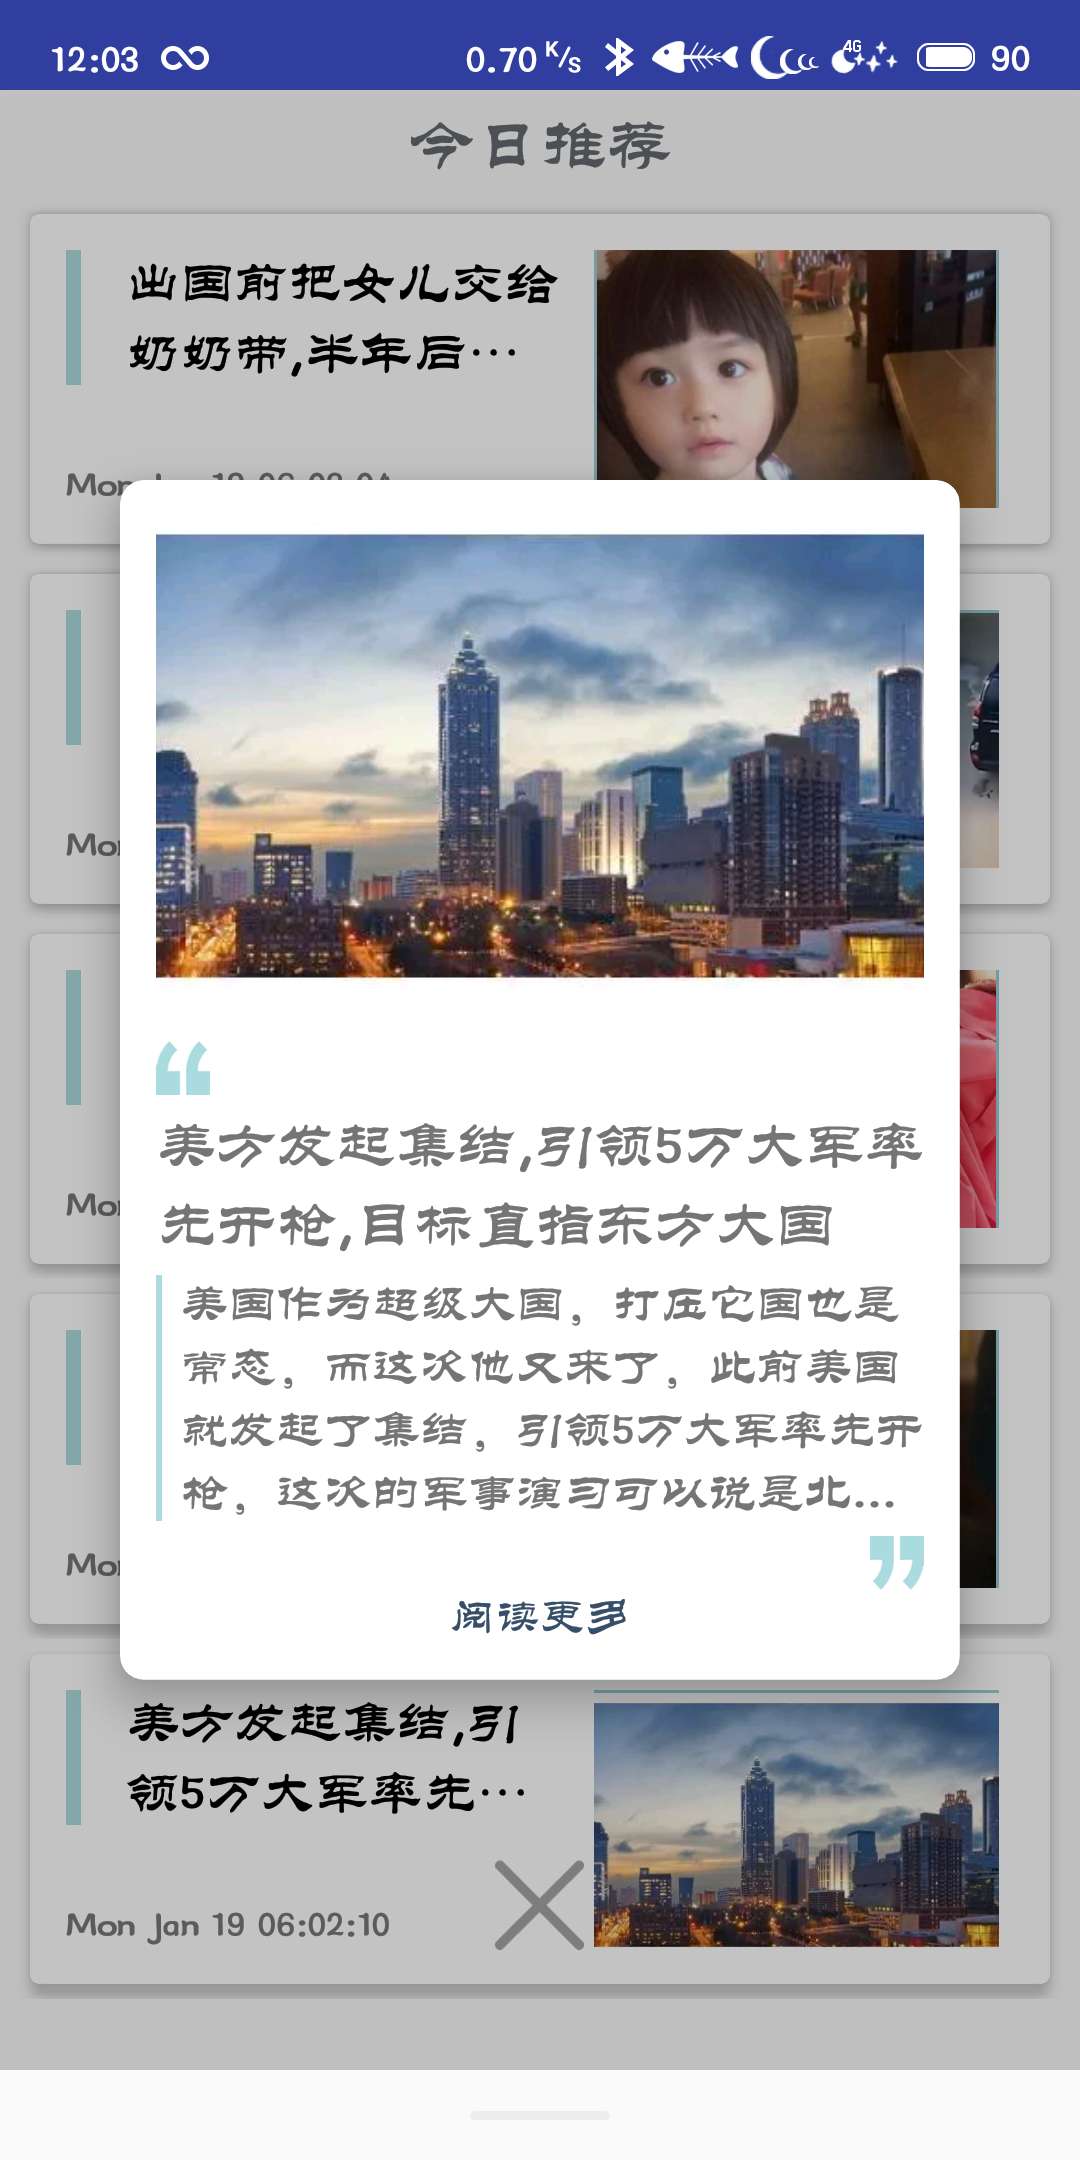 12:03 0.70 K/s 4G 90
今日推荐
出国前把女儿交给
奶奶带,半年后…
Mon
美方发起集结,引领5万大军率
先开枪,目标直指东方大国
美国作为超级大国，打压它国也是
常态，而这次他又来了，此前美国
就发起了集结，引领5万大军率先开
枪，这次的军事演习可以说是北...
阅读更多
美方发起集结,引
领5万大军率先…
Mon Jan 19 06:02:10